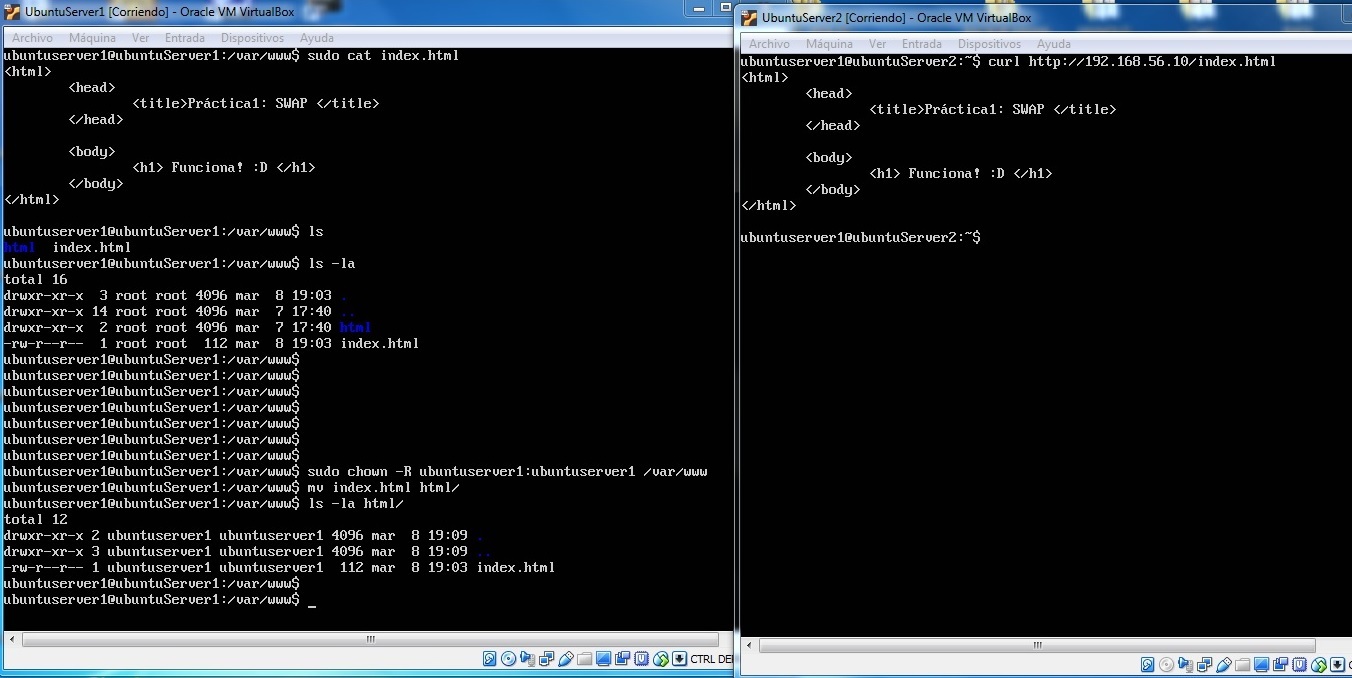 UbuntuServer1 [Corriendo] - Oracle VM VirtualBox
Archivo Máquina Ver Entrada Dispositivos Ayuda
ubuntuserver1@ubuntuServer1:/var/www$ sudo cat index.html
<html>
<head>
<title>Práctica1: SWAP </title>
</head>
<body>
<h1> Funciona! :D </h1>
</body>
</html>
ubuntuserver1@ubuntuServer1:/var/www$ ls
html index.html
ubuntuserver1@ubuntuServer1:/var/www$ ls -la
total 16
drwxr-xr-x 3 root root 4096 mar 8 19:03 .
drwxr-xr-x 14 root root 4096 mar 7 17:40 ..
drwxr-xr-x 2 root root 4096 mar 7 17:40 html
-rw-r--r-- 1 root root 112 mar 8 19:03 index.html
ubuntuserver1@ubuntuServer1:/var/www$
ubuntuserver1@ubuntuServer1:/var/www$
ubuntuserver1@ubuntuServer1:/var/www$
ubuntuserver1@ubuntuServer1:/var/www$
ubuntuserver1@ubuntuServer1:/var/www$
ubuntuserver1@ubuntuServer1:/var/www$
ubuntuserver1@ubuntuServer1:/var/www$
ubuntuserver1@ubuntuServer1:/var/www$ sudo chown -R ubuntuserver1:ubuntuserver1 /var/www
ubuntuserver1@ubuntuServer1:/var/www$ mv index.html html/
ubuntuserver1@ubuntuServer1:/var/www$ ls -la html/
total 12
drwxr-xr-x 2 ubuntuserver1 ubuntuserver1 4096 mar 8 19:09 .
drwxr-xr-x 3 ubuntuserver1 ubuntuserver1 4096 mar 8 19:09 ..
-rw-r--r-- 1 ubuntuserver1 ubuntuserver1 112 mar 8 19:03 index.html
ubuntuserver1@ubuntuServer1:/var/www$
ubuntuserver1@ubuntuServer1:/var/www$ _
CTRL DE
UbuntuServer2 [Corriendo] - Oracle VM VirtualBox
Archivo Máquina Ver Entrada Dispositivos Ayuda
ubuntuserver1@ubuntuServer2:~$ curl http://192.168.56.10/index.html
<html>
<head>
<title>Práctica1: SWAP </title>
</head>
<body>
<h1> Funciona! :D </h1>
</body>
</html>
ubuntuserver1@ubuntuServer2:~$